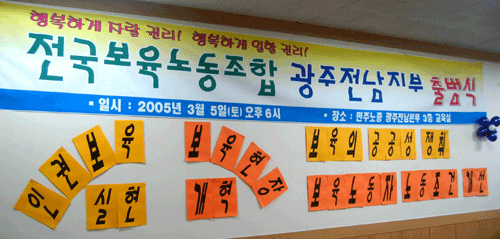 행복하게 자랄 권리! 행복하게 일할 권리!
전국보육노동조합 광주전남지부 출범식
▪ 일시 : 2005년 3월 5일(토) 오후 6시 ▪ 장소 : 민주노총 광주전남본부 3층 교육실
인권보육
실현
보육현장
개혁
보육의 공공성 쟁취
보육노동자 노동조건 개선